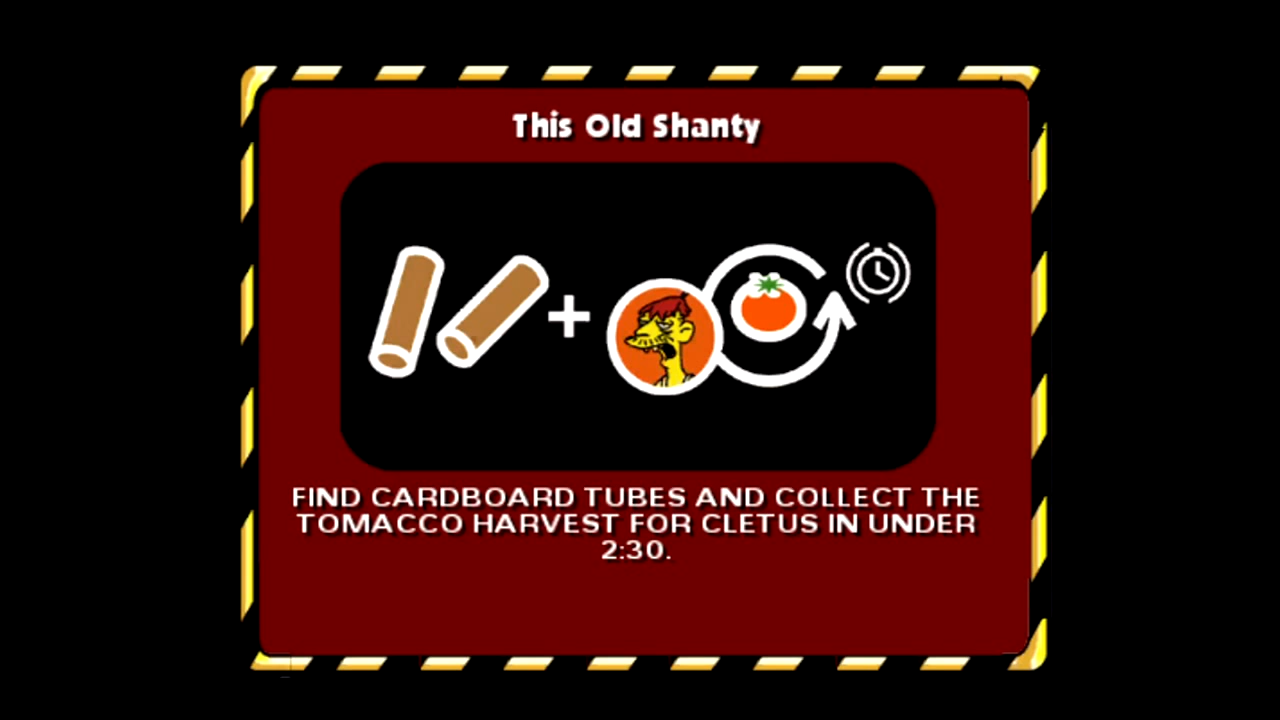 This Old Shanty
FIND CARDBOARD TUBES AND COLLECT THE
TOMACCO HARVEST FOR CLETUS IN UNDER
2:30.